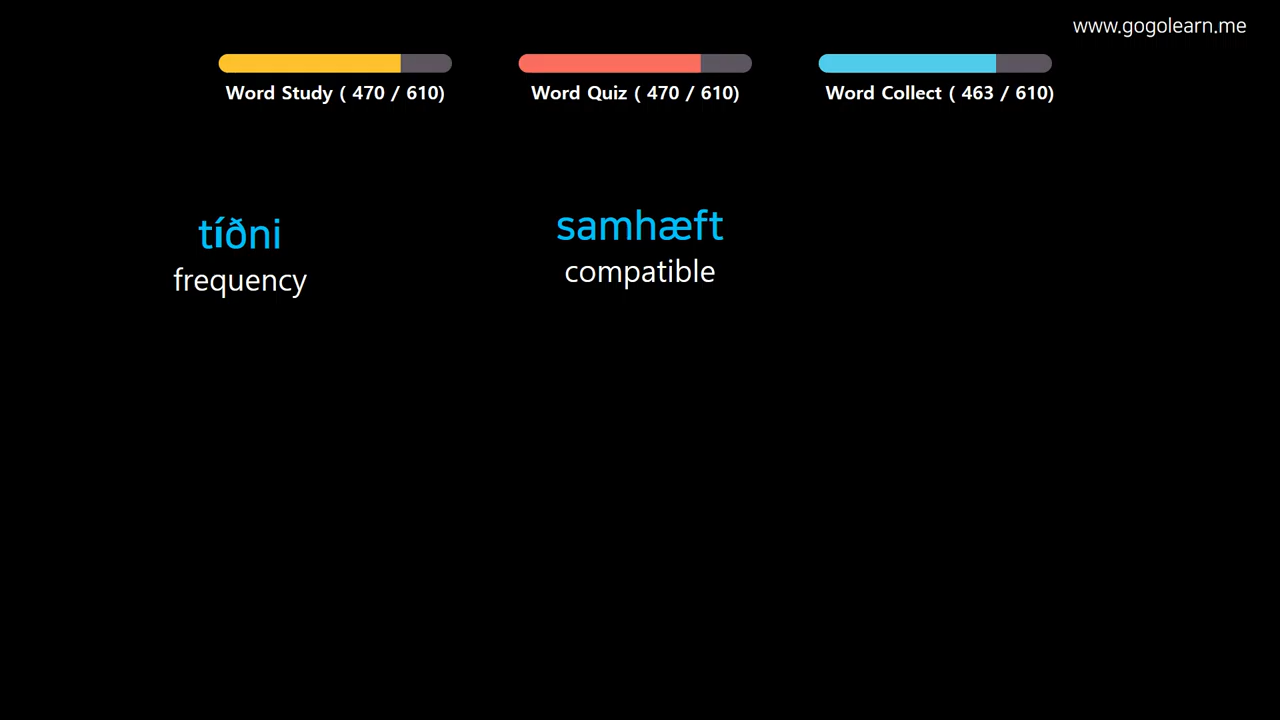 www.gogolearn.me
Word Study ( 470 / 610)
Word Quiz ( 470 / 610)
Word Collect ( 463 / 610)
tíðni
frequency
samhæft
compatible